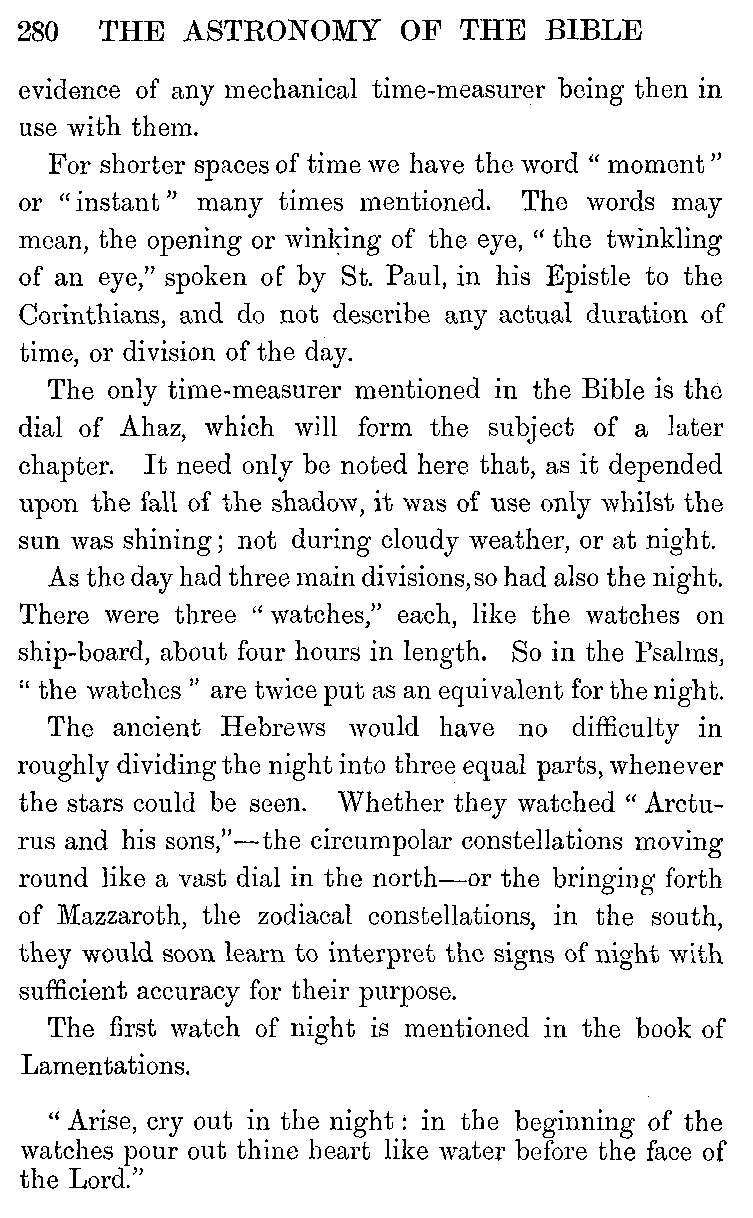 280 THE ASTRONOMY OF THE BIBLE
evidence of any mechanical time-measurer being then in
use with them.
For shorter spaces of time we have the word “ moment ”
or “instant” many times mentioned. The words may
mean, the opening or winking of the eye, “ the twinkling
of an eye,” spoken of by St. Paul, in his Epistle to the
Corinthians, and do not describe any actual duration of
time, or division of the day.
The only time-measurer mentioned in the Bible is the
dial of Ahaz, which will form the subject of a later
chapter. It need only be noted here that, as it depended
upon the fall of the shadow, it was of use only whilst the
sun was shining; not during cloudy weather, or at night.
As the day had three main divisions, so had also the night.
There were three “ watches,” each, like the watches on
ship-board, about four hours in length. So in the Psalms,
“ the watches ” are twice put as an equivalent for the night.
The ancient Hebrews would have no difficulty in
roughly dividing the night into three equal parts, whenever
the stars could be seen. Whether they watched “ Arctu-
rus and his sons,”—the circumpolar constellations moving
round like a vast dial in the north—or the bringing forth
of Mazzaroth, the zodiacal constellations, in the south,
they would soon learn to interpret the signs of night with
sufficient accuracy for their purpose.
The first watch of night is mentioned in the book of
Lamentations.
“ Arise, cry out in the night : in the beginning of the
watches pour out thine heart like water before the face of
the Lord.”